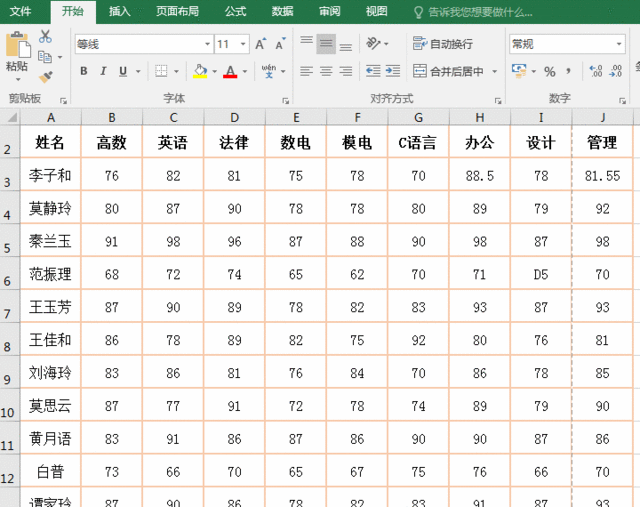 文件 开始 插入 页面布局 公式 数据 审阅 视图 告诉我您想要做什么...
等线 11 A A 自动换行 常规
粘贴 B I U A wén 文 合并后居中 % , .00
剪贴板 字体 对齐方式 数字
A B C D E F G H I J
2 姓名 高数 英语 法律 数电 模电 C语言 办公 设计 管理
3 李子和 76 82 81 75 78 70 88.5 78 81.55
4 莫静玲 80 87 90 78 78 80 89 79 92
5 秦兰玉 91 98 96 87 88 90 98 87 98
6 范振理 68 72 74 65 62 70 71 D5 70
7 王玉芳 87 90 89 78 82 83 93 87 93
8 王佳和 86 78 89 82 75 92 80 76 81
9 刘海玲 83 86 81 76 84 70 86 78 85
10 莫思云 87 77 91 72 78 74 89 79 90
11 黄月语 83 91 86 87 86 90 90 87 86
12 白普 73 66 70 65 67 75 76 66 70
谭家玲 87 90 86 78 82 83 91 87 93